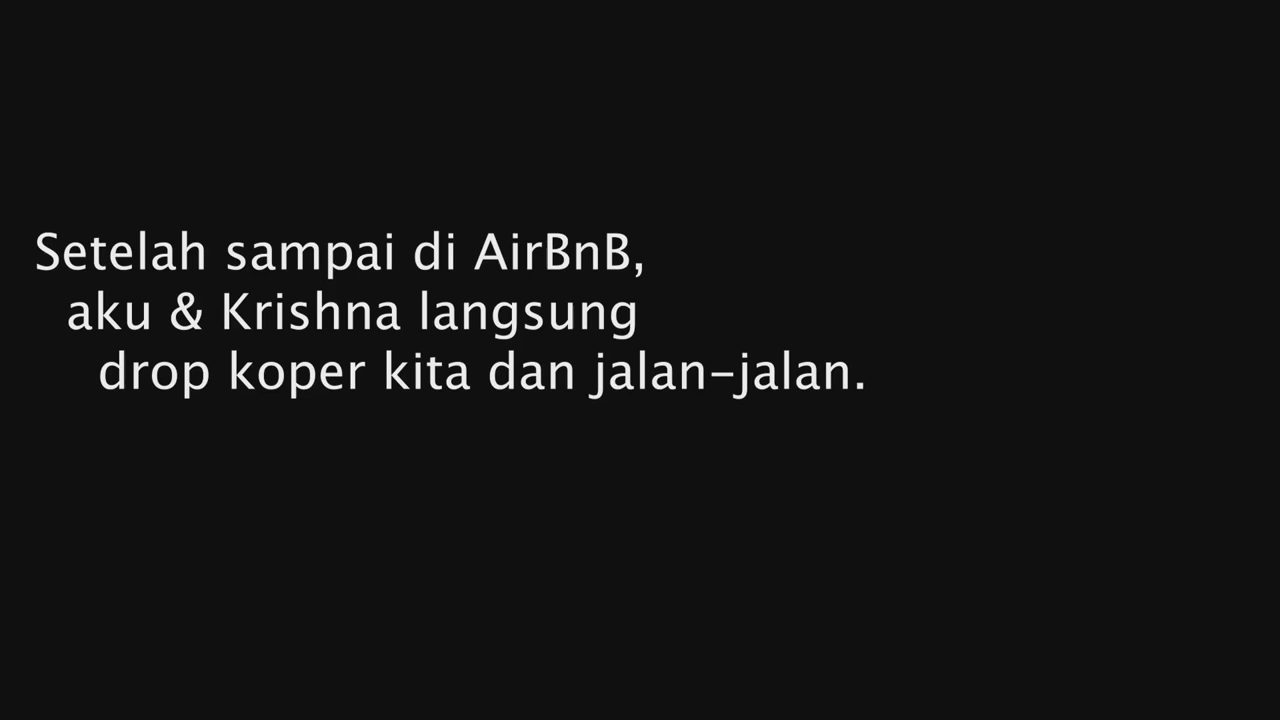 Setelah sampai di AirBnB,
aku & Krishna langsung
drop koper kita dan jalan-jalan.